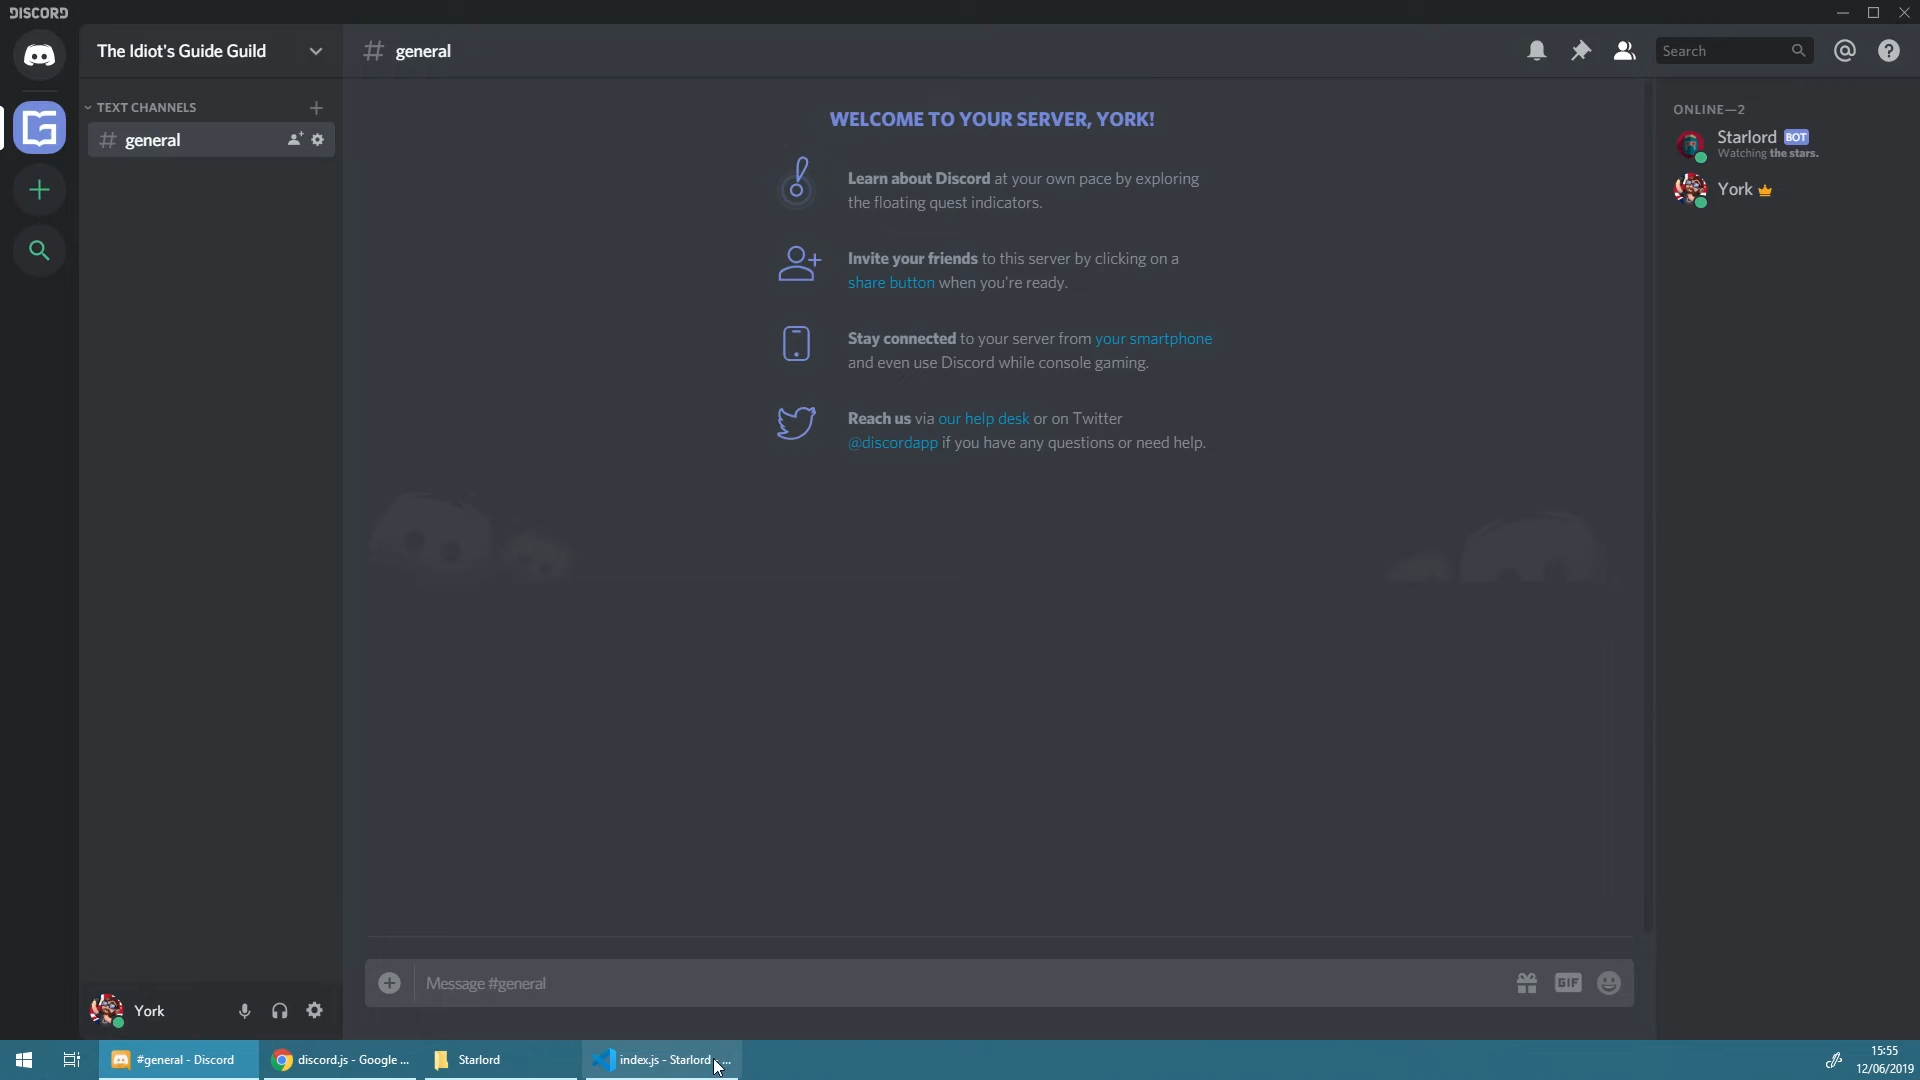 DISCORD
The Idiot's Guide Guild
general
Search
TEXT CHANNELS
general
WELCOME TO YOUR SERVER, YORK!
Learn about Discord at your own pace by exploring
the floating quest indicators.
Invite your friends to this server by clicking on a
share button when you're ready.
Stay connected to your server from your smartphone
and even use Discord while console gaming.
Reach us via our help desk or on Twitter
@discordapp if you have any questions or need help.
ONLINE—2
Starlord BOT
Watching the stars.
York
Message #general
GIF
York
#general - Discord
discord.js - Google ...
Starlord
index.js - Starlord - ...
15:55
12/06/2019